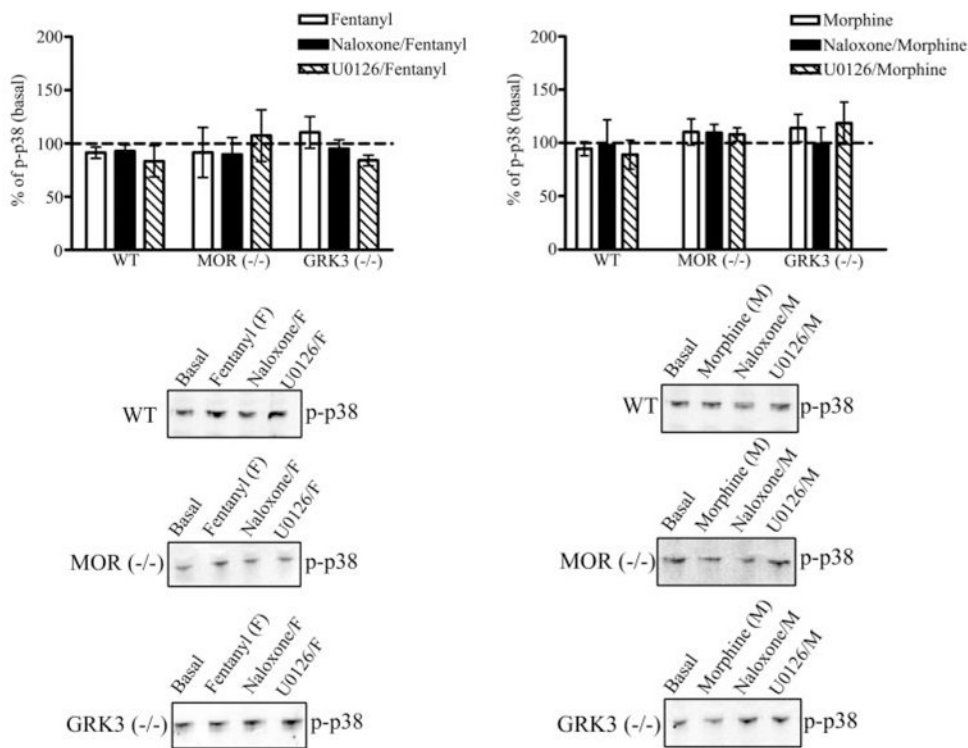 Fentanyl
Naloxone/Fentanyl
U0126/Fentanyl
% of p-p38 (basal)
200
150
100
50
0
WT
MOR (-/-)
GRK3 (-/-)
Morphine
Naloxone/Morphine
U0126/Morphine
% of p-p38 (basal)
200
150
100
50
0
WT
MOR (-/-)
GRK3 (-/-)
Basal
Fentanyl (F)
Naloxone/F
U0126/F
WT
p-p38
Basal
Morphine (M)
Naloxone/M
U0126/M
WT
p-p38
Basal
Fentanyl (F)
Naloxone/F
U0126/F
MOR (-/-)
p-p38
Basal
Morphine (M)
Naloxone/M
U0126/M
MOR (-/-)
p-p38
Basal
Fentanyl (F)
Naloxone/F
U0126/F
GRK3 (-/-)
p-p38
Basal
Morphine (M)
Naloxone/M
U0126/M
GRK3 (-/-)
p-p38